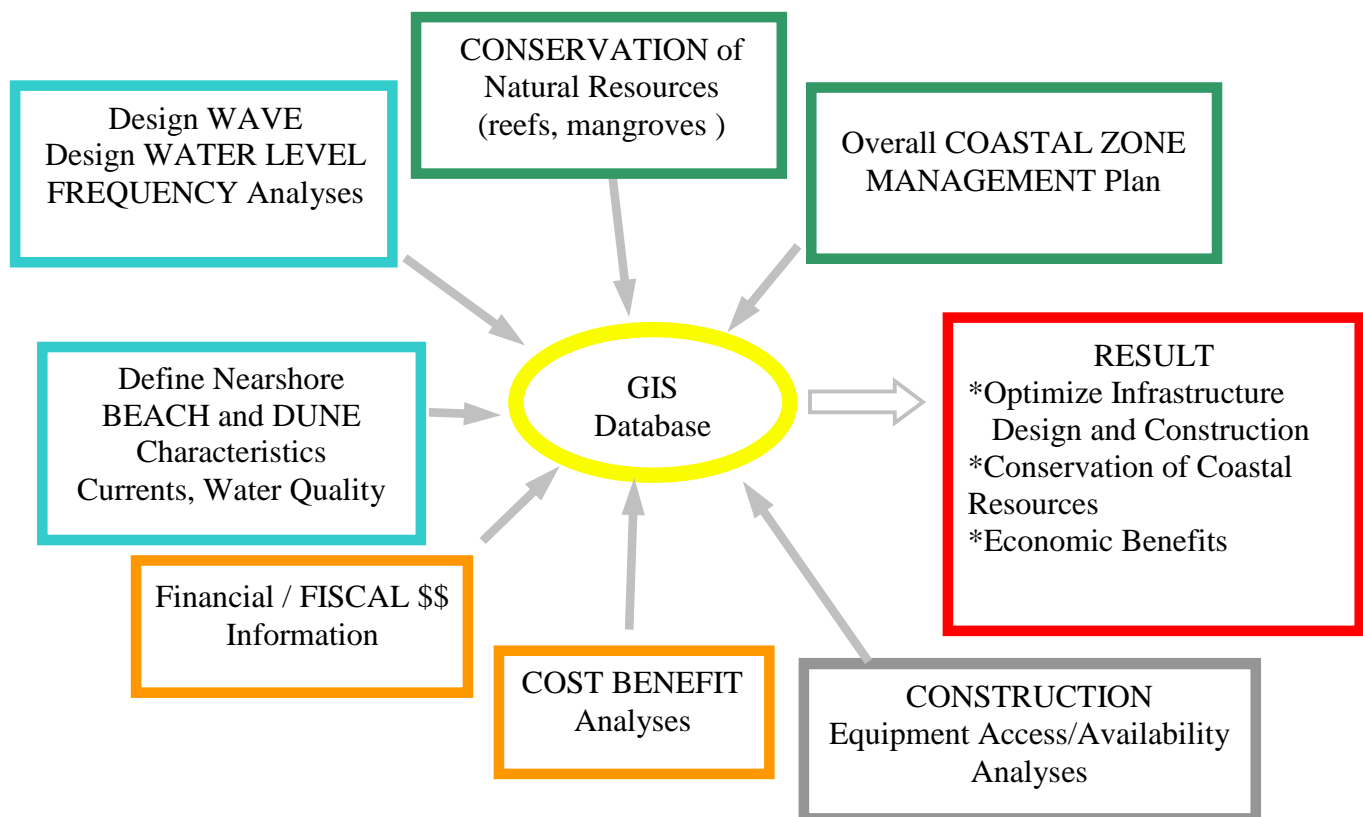 CONSERVATION of
Natural Resources
(reefs, mangroves )
Design WAVE
Design WATER LEVEL
FREQUENCY Analyses
Overall COASTAL ZONE
MANAGEMENT Plan
Define Nearshore
BEACH and DUNE
Characteristics
Currents, Water Quality
GIS
Database
RESULT
*Optimize Infrastructure
Design and Construction
*Conservation of Coastal
Resources
*Economic Benefits
Financial / FISCAL $$
Information
COST BENEFIT
Analyses
CONSTRUCTION
Equipment Access/Availability
Analyses